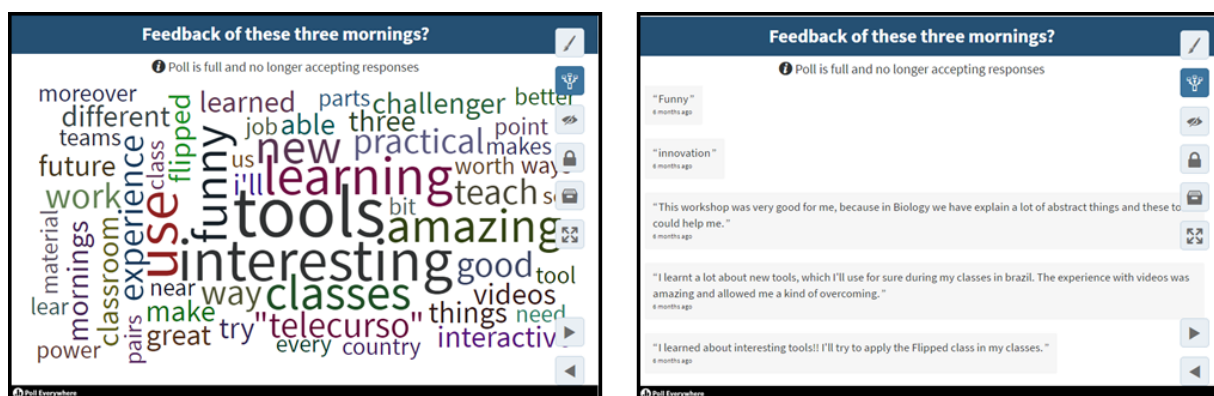 Feedback of these three mornings?
Poll is full and no longer accepting responses
moreover flipped learned parts challenger better
different job able three point
teams class funny new practical makes
future us worth ways
work experience use i'll learning teach
tools bit
material mornings classroom amazing
interesting good tool
near way classes videos
lear make things need
pairs great try "telecurso" interactive
power every country
Poll Everywhere
Feedback of these three mornings?
Poll is full and no longer accepting responses
"Funny"
6 months ago
"innovation"
6 months ago
"This workshop was very good for me, because in Biology we have explain a lot of abstract things and these to
could help me."
6 months ago
"I learnt a lot about new tools, which I'll use for sure during my classes in brazil. The experience with videos was
amazing and allowed me a kind of overcoming."
6 months ago
"I learned about interesting tools!! I'll try to apply the Flipped class in my classes."
6 months ago
Poll Everywhere